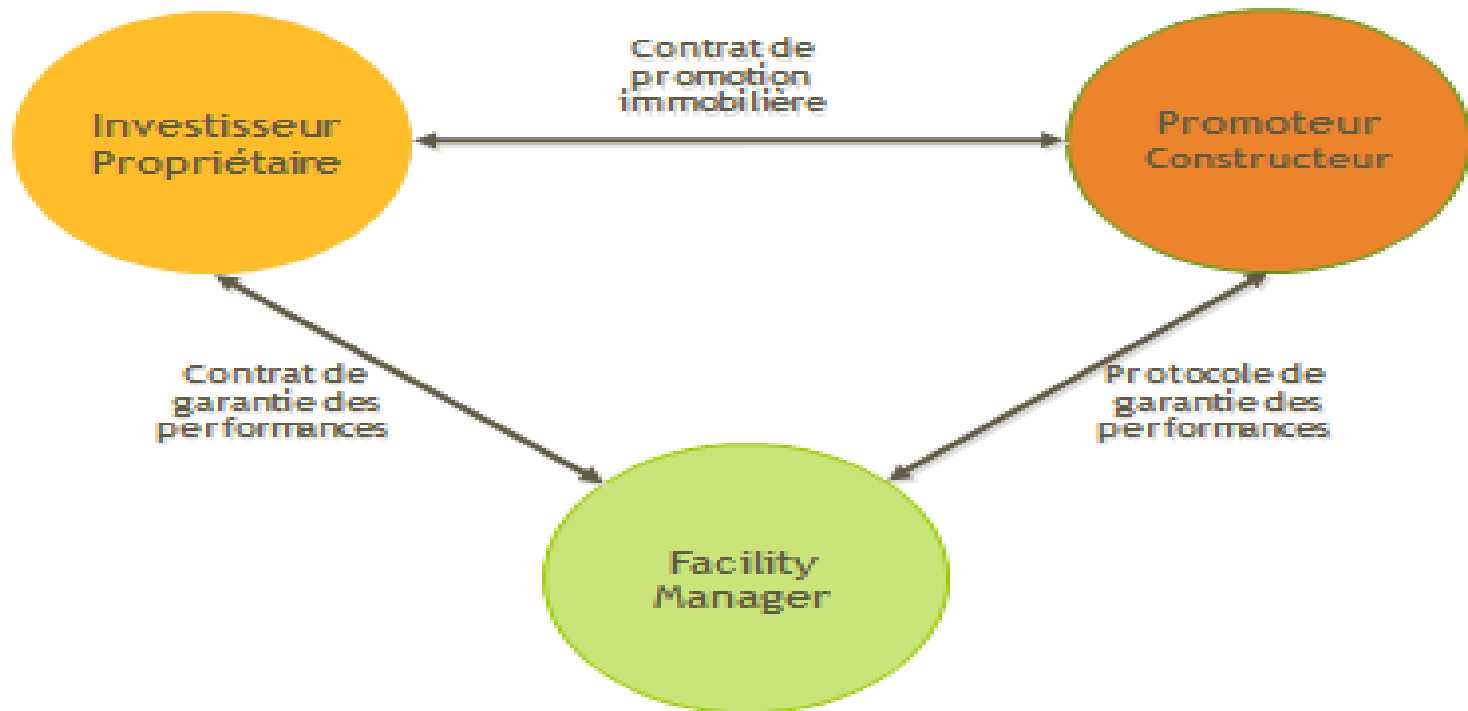 Contrat de
promotion
immobilière
Investisseur
Propriétaire
Promoteur
Constructeur
Contrat de
garantie des
performances
Protocole de
garantie des
performances
Facility
Manager